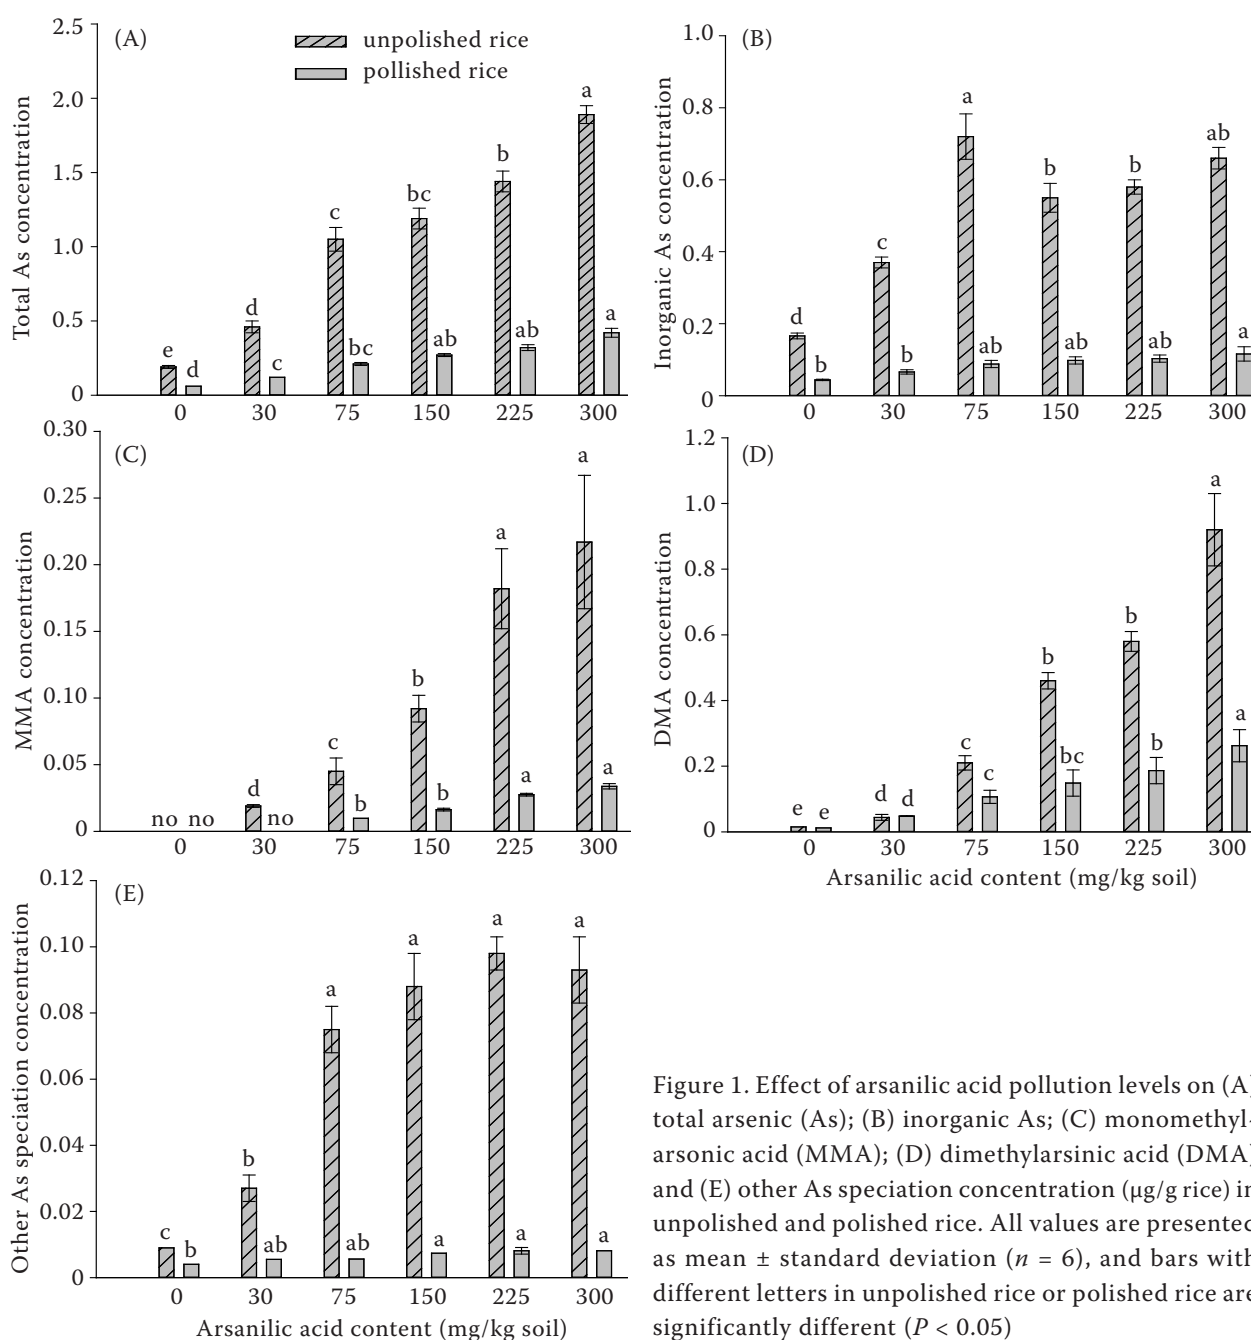 (A)
unpolished rice
pollished rice
Total As concentration
2.5
2.0
1.5
1.0
0.5
0
e d d c c bc bc ab b ab a a
0 30 75 150 225 300
(B)
Inorganic As concentration
1.0
0.8
0.6
0.4
0.2
0
d b c b a ab b ab b ab ab a
0 30 75 150 225 300
(C)
MMA concentration
0.30
0.25
0.20
0.15
0.10
0.05
0
no no d no c b b b a a a a
0 30 75 150 225 300
(D)
DMA concentration
1.2
1.0
0.8
0.6
0.4
0.2
0
e e d d c c b bc b b a a
0 30 75 150 225 300
Arsanilic acid content (mg/kg soil)
(E)
Other As speciation concentration
0.12
0.10
0.08
0.06
0.04
0.02
0
c b b ab a ab a a a a a a
0 30 75 150 225 300
Arsanilic acid content (mg/kg soil)
Figure 1. Effect of arsanilic acid pollution levels on (A)
total arsenic (As); (B) inorganic As; (C) monomethyl-
arsonic acid (MMA); (D) dimethylarsinic acid (DMA)
and (E) other As speciation concentration (µg/g rice) in
unpolished and polished rice. All values are presented
as mean ± standard deviation (n = 6), and bars with
different letters in unpolished rice or polished rice are
significantly different (P < 0.05)